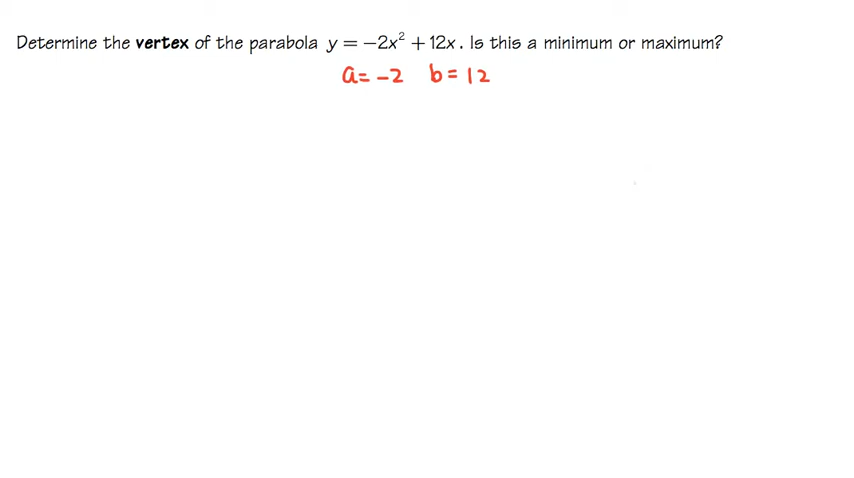 Determine the vertex of the parabola y = −2x² + 12x. Is this a minimum or maximum?
a = −2 b = 12